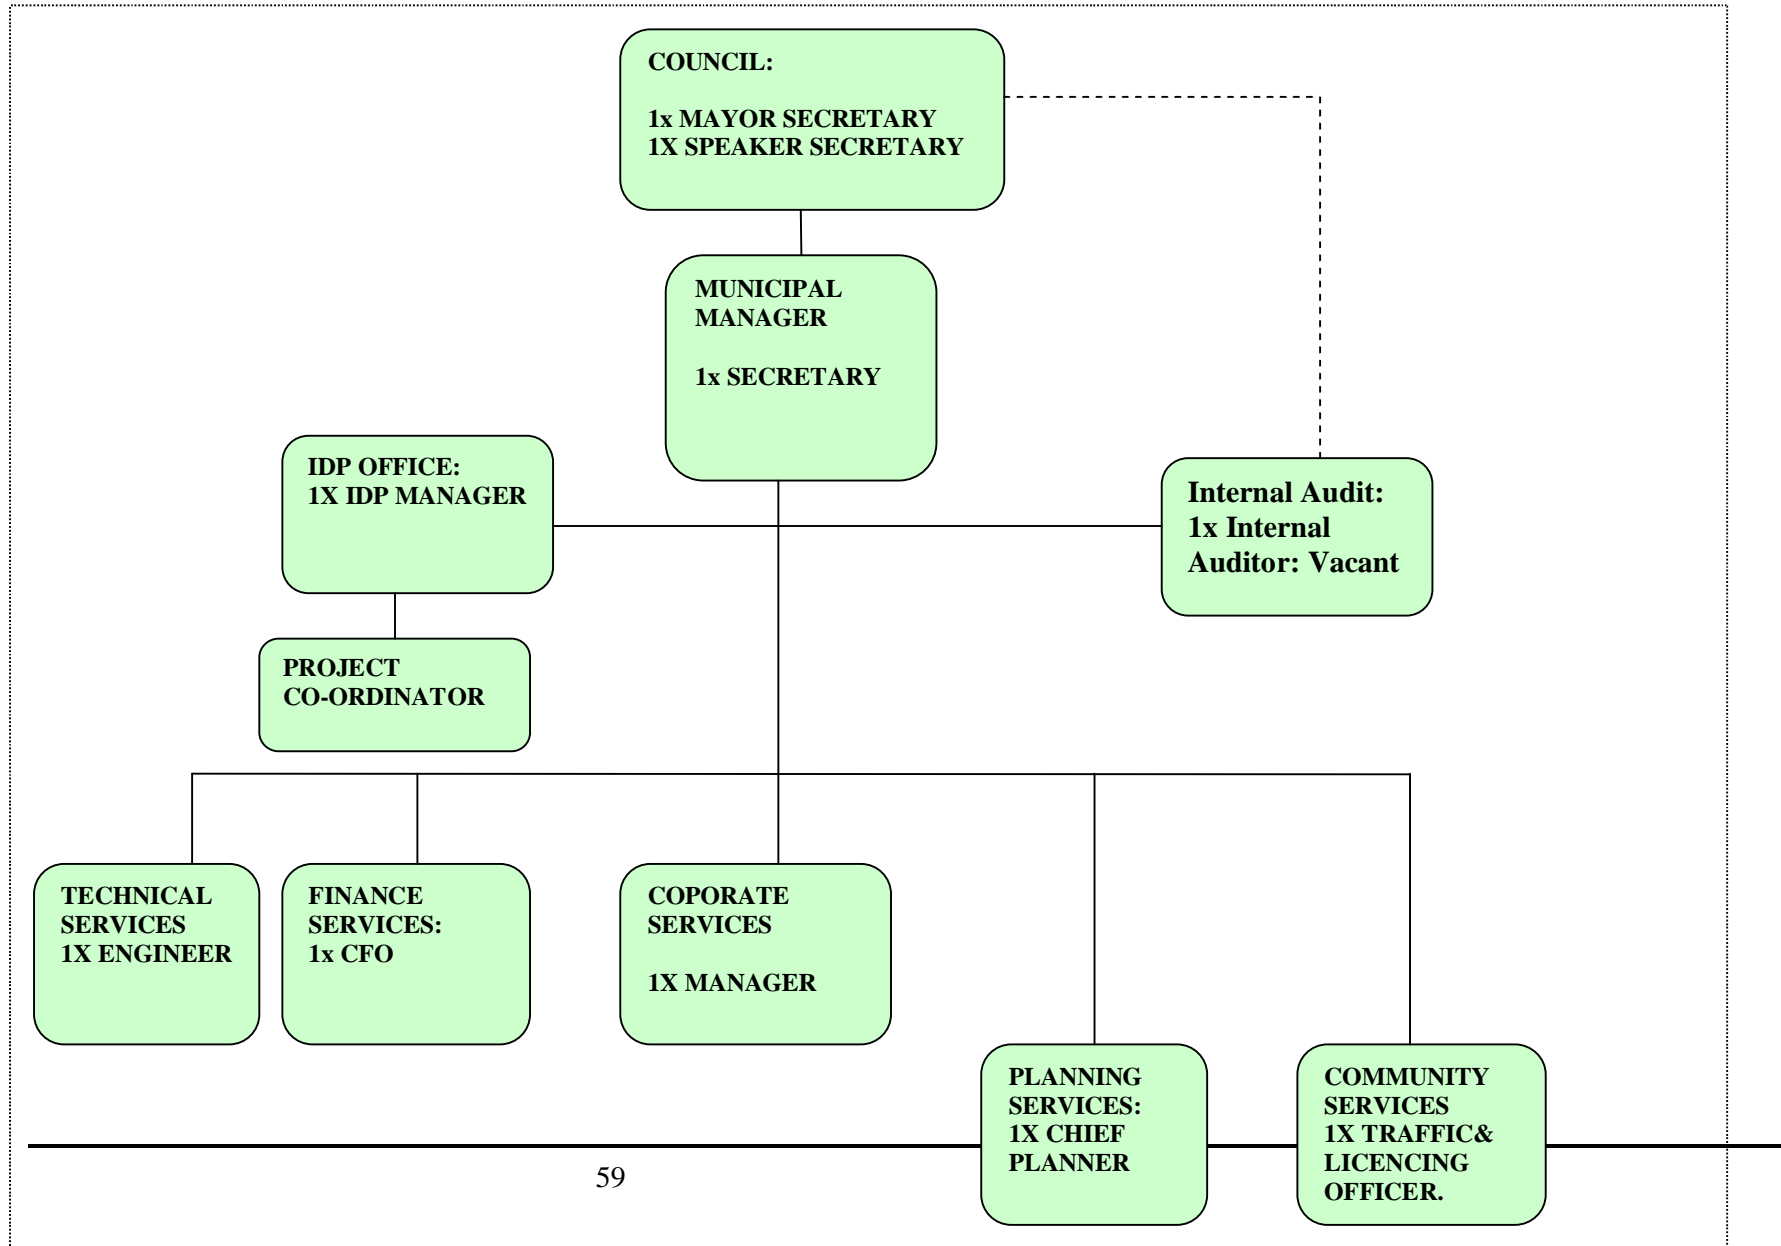 COUNCIL:
1x MAYOR SECRETARY
1X SPEAKER SECRETARY
MUNICIPAL
MANAGER
1x SECRETARY
IDP OFFICE:
1X IDP MANAGER
Internal Audit:
1x Internal
Auditor: Vacant
PROJECT
CO-ORDINATOR
TECHNICAL
SERVICES
1X ENGINEER
FINANCE
SERVICES:
1x CFO
COPORATE
SERVICES
1X MANAGER
PLANNING
SERVICES:
1X CHIEF
PLANNER
COMMUNITY
SERVICES
1X TRAFFIC&
LICENCING
OFFICER.
59